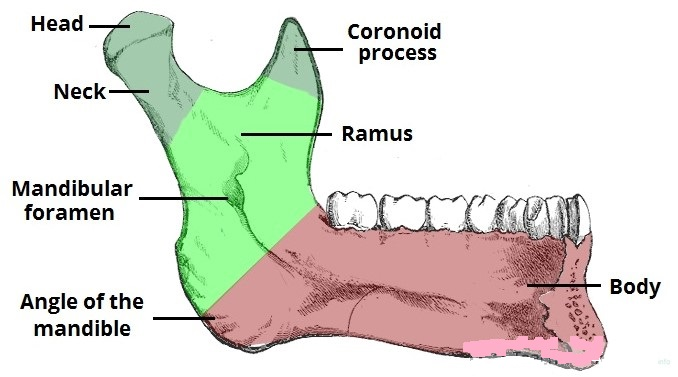 Head
Coronoid
process
Neck
Ramus
Mandibular
foramen
Body
Angle of the
mandible